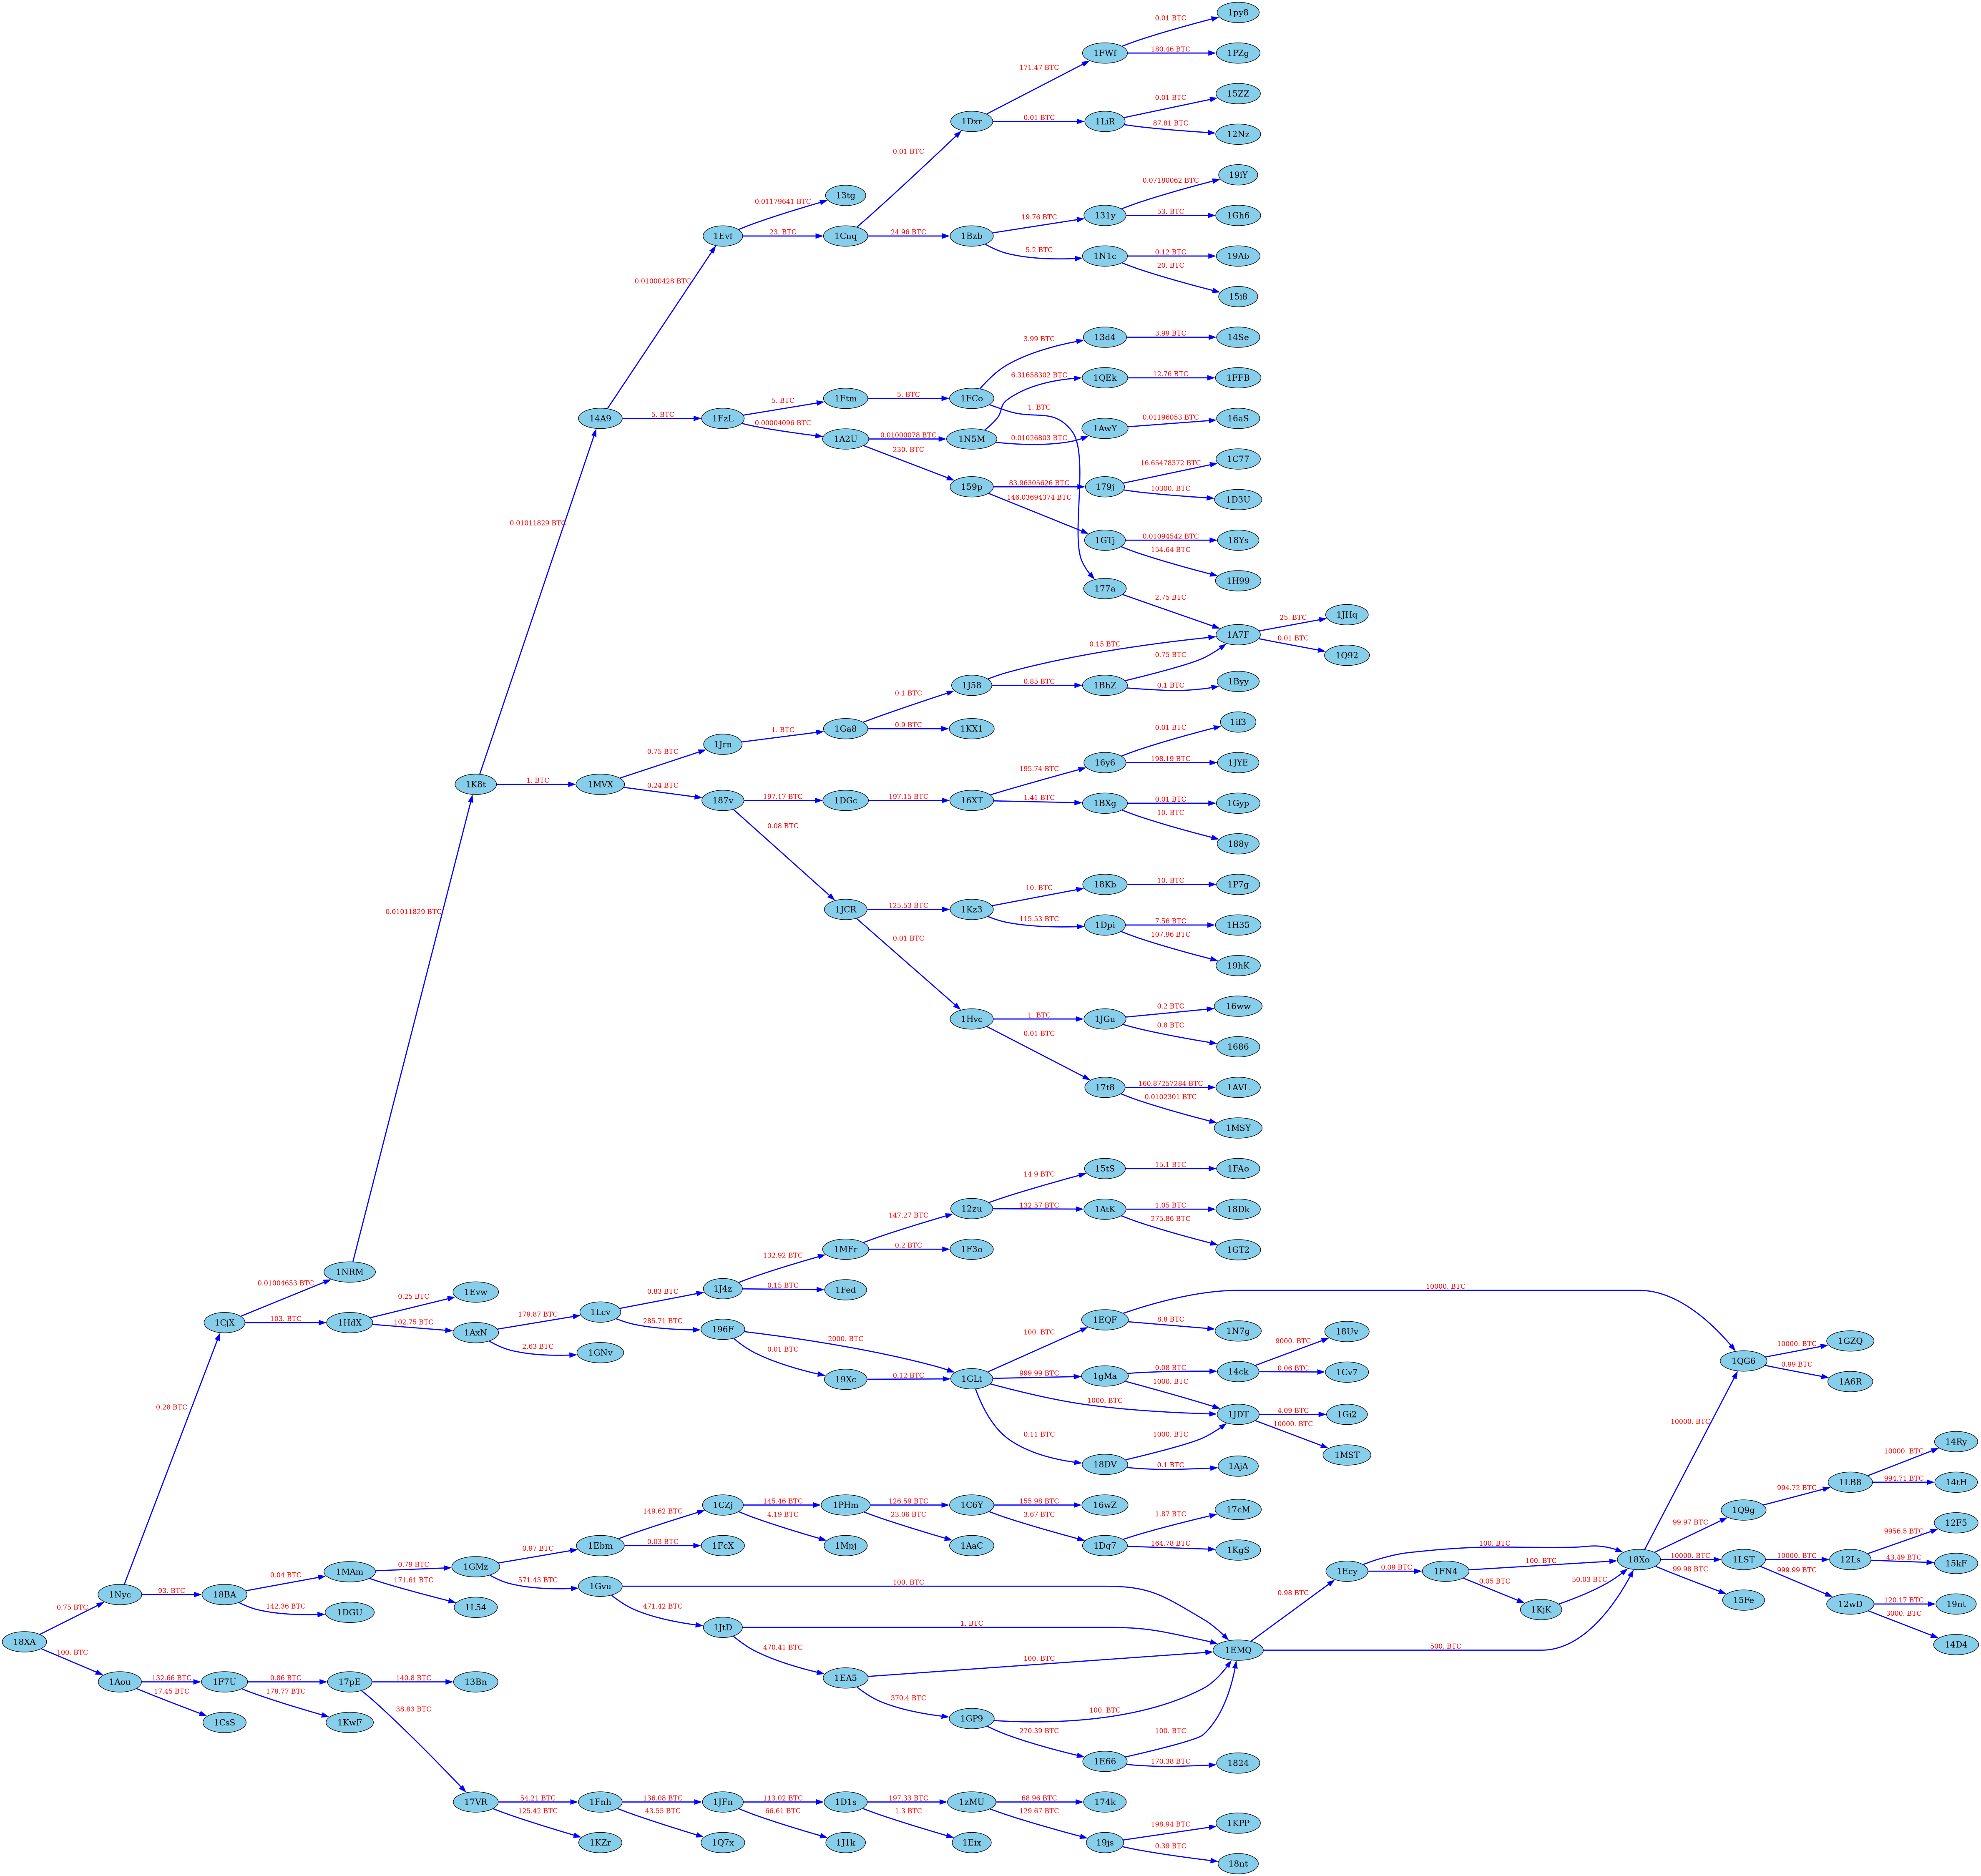 1py8
0.01 BTC
1FWf
180.46 BTC
1PZg
171.47 BTC
15ZZ
0.01 BTC
1Dxr
0.01 BTC
1LiR
87.81 BTC
12Nz
0.01 BTC
19iY
0.07180062 BTC
13tg
0.01179641 BTC
131y
53. BTC
1Gh6
19.76 BTC
1Evf
23. BTC
1Cnq
24.96 BTC
1Bzb
5.2 BTC
1N1c
0.12 BTC
19Ab
20. BTC
15i8
0.01000428 BTC
3.99 BTC
13d4
3.99 BTC
14Se
6.31658302 BTC
1QEk
12.76 BTC
1FFB
5. BTC
1Ftm
5. BTC
1FCo
1. BTC
14A9
5. BTC
1FzL
0.00004096 BTC
1AwY
0.01196053 BTC
16aS
1A2U
0.01000078 BTC
1N5M
0.01026803 BTC
230. BTC
16.65478372 BTC
1C77
159p
83.96305626 BTC
179j
10300. BTC
1D3U
146.03694374 BTC
0.01011829 BTC
1GTj
0.01094542 BTC
18Ys
154.64 BTC
1H99
177a
2.75 BTC
25. BTC
1JHq
1A7F
0.01 BTC
1Q92
0.15 BTC
0.75 BTC
1J58
0.85 BTC
1BhZ
0.1 BTC
1Byy
0.1 BTC
1Ga8
0.9 BTC
1KX1
1. BTC
1Jrn
0.75 BTC
1if3
0.01 BTC
195.74 BTC
16y6
198.19 BTC
1JYE
1K8t
1. BTC
1MVX
0.24 BTC
187v
197.17 BTC
1DGc
197.15 BTC
16XT
1.41 BTC
1BXg
0.01 BTC
1Gyp
10. BTC
188y
0.08 BTC
10. BTC
18Kb
10. BTC
1P7g
1JCR
125.53 BTC
1Kz3
115.53 BTC
1Dpi
7.56 BTC
1H35
107.96 BTC
19hK
0.01011829 BTC
0.01 BTC
1Hvc
1. BTC
1JGu
0.2 BTC
16ww
0.8 BTC
1686
0.01 BTC
17t8
160.87257284 BTC
1AVL
0.0102301 BTC
1MSY
14.9 BTC
15tS
15.1 BTC
1FAo
147.27 BTC
12zu
132.57 BTC
1AtK
1.05 BTC
18Dk
275.86 BTC
1GT2
132.92 BTC
1MFr
0.2 BTC
1F3o
1NRM
0.01004653 BTC
0.83 BTC
1J4z
0.15 BTC
1Fed
1Evw
0.25 BTC
1CjX
103. BTC
1HdX
102.75 BTC
1AxN
179.87 BTC
1Lcv
285.71 BTC
196F
2.63 BTC
1GNv
2000. BTC
0.01 BTC
19Xc
0.12 BTC
1GLt
100. BTC
1EQF
10000. BTC
8.8 BTC
1N7g
999.99 BTC
1gMa
0.08 BTC
14ck
9000. BTC
18Uv
0.06 BTC
1Cv7
1000. BTC
1000. BTC
1JDT
4.09 BTC
1Gi2
10000. BTC
1MST
0.11 BTC
18DV
1000. BTC
0.1 BTC
1AjA
1QG6
10000. BTC
1GZQ
0.99 BTC
1A6R
10000. BTC
0.28 BTC
14Ry
10000. BTC
1LB8
994.71 BTC
14tH
994.72 BTC
1Q9g
99.97 BTC
149.62 BTC
1CZj
145.46 BTC
1PHm
126.59 BTC
1C6Y
155.98 BTC
16wZ
4.19 BTC
1Mpj
23.06 BTC
1AaC
3.67 BTC
1Dq7
1.87 BTC
17cM
164.78 BTC
1KgS
0.97 BTC
1Ebm
0.03 BTC
1FcX
1MAm
0.79 BTC
1GMz
571.43 BTC
1Gvu
100. BTC
0.04 BTC
171.61 BTC
1L54
1Nyc
93. BTC
18BA
142.36 BTC
1DGU
0.75 BTC
18XA
100. BTC
471.42 BTC
1JtD
1. BTC
470.41 BTC
1EA5
100. BTC
370.4 BTC
1GP9
100. BTC
270.39 BTC
1E66
100. BTC
170.38 BTC
1824
1EMQ
0.98 BTC
500. BTC
1Ecy
100. BTC
0.09 BTC
1FN4
100. BTC
0.05 BTC
1KjK
50.03 BTC
18Xo
10000. BTC
1LST
10000. BTC
12Ls
9956.5 BTC
12F5
43.49 BTC
15kF
99.98 BTC
15Fe
999.99 BTC
12wD
120.17 BTC
19nt
3000. BTC
14D4
1Aou
132.66 BTC
1F7U
0.86 BTC
17pE
140.8 BTC
13Bn
17.45 BTC
1CsS
178.77 BTC
1KwF
38.83 BTC
17VR
54.21 BTC
1Fnh
136.08 BTC
1JFn
113.02 BTC
1D1s
197.33 BTC
1zMU
68.96 BTC
174k
125.42 BTC
1KZr
43.55 BTC
1Q7x
66.61 BTC
1J1k
1.3 BTC
1Eix
129.67 BTC
19js
198.94 BTC
1KPP
0.39 BTC
18nt